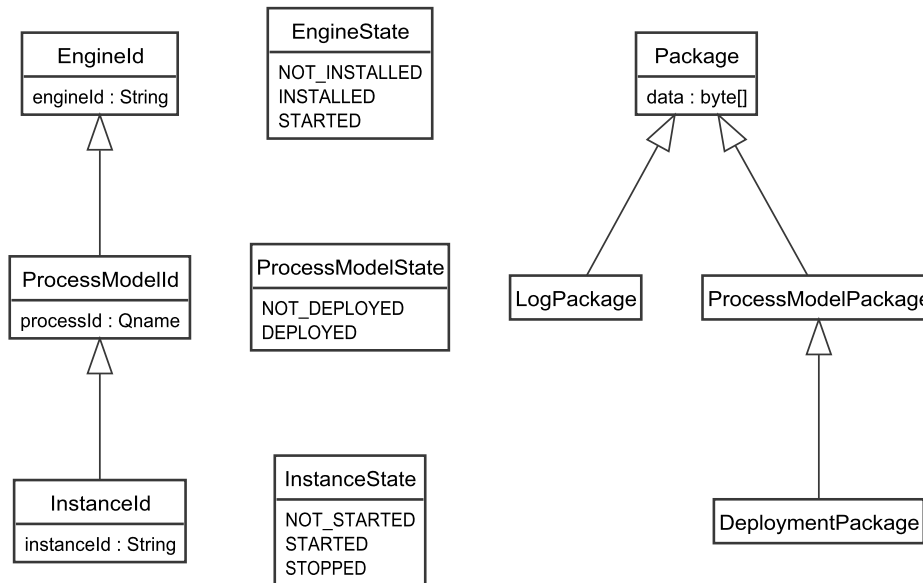 EngineId
engineId : String
EngineState
NOT_INSTALLED
INSTALLED
STARTED
Package
data : byte[]
ProcessModelId
processId : Qname
ProcessModelState
NOT_DEPLOYED
DEPLOYED
LogPackage
ProcessModelPackage
InstanceId
instanceId : String
InstanceState
NOT_STARTED
STARTED
STOPPED
DeploymentPackage